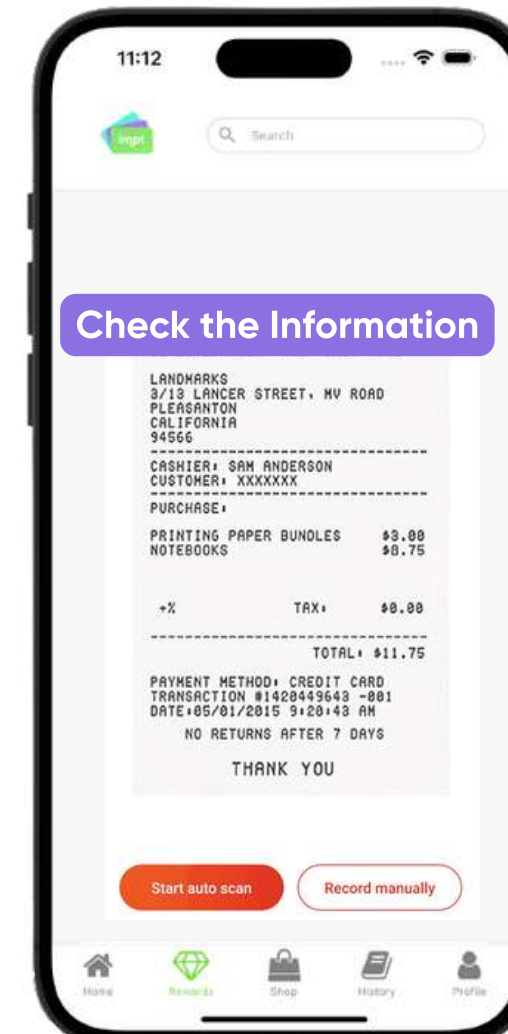 11:12
impt
Search
Check the Information
LANDMARKS
3/13 LANCER STREET, MV ROAD
PLEASANTON
CALIFORNIA
94566
CASHIER: SAM ANDERSON
CUSTOMER: XXXXXXX
PURCHASE:
PRINTING PAPER BUNDLES $3.00
NOTEBOOKS $8.75
+% TAX: $0.00
TOTAL: $11.75
PAYMENT METHOD: CREDIT CARD
TRANSACTION #1420449643 -001
DATE:05/01/2015 9:20:43 AM
NO RETURNS AFTER 7 DAYS
THANK YOU
Start auto scan Record manually
Home Rewards Shop History Profile